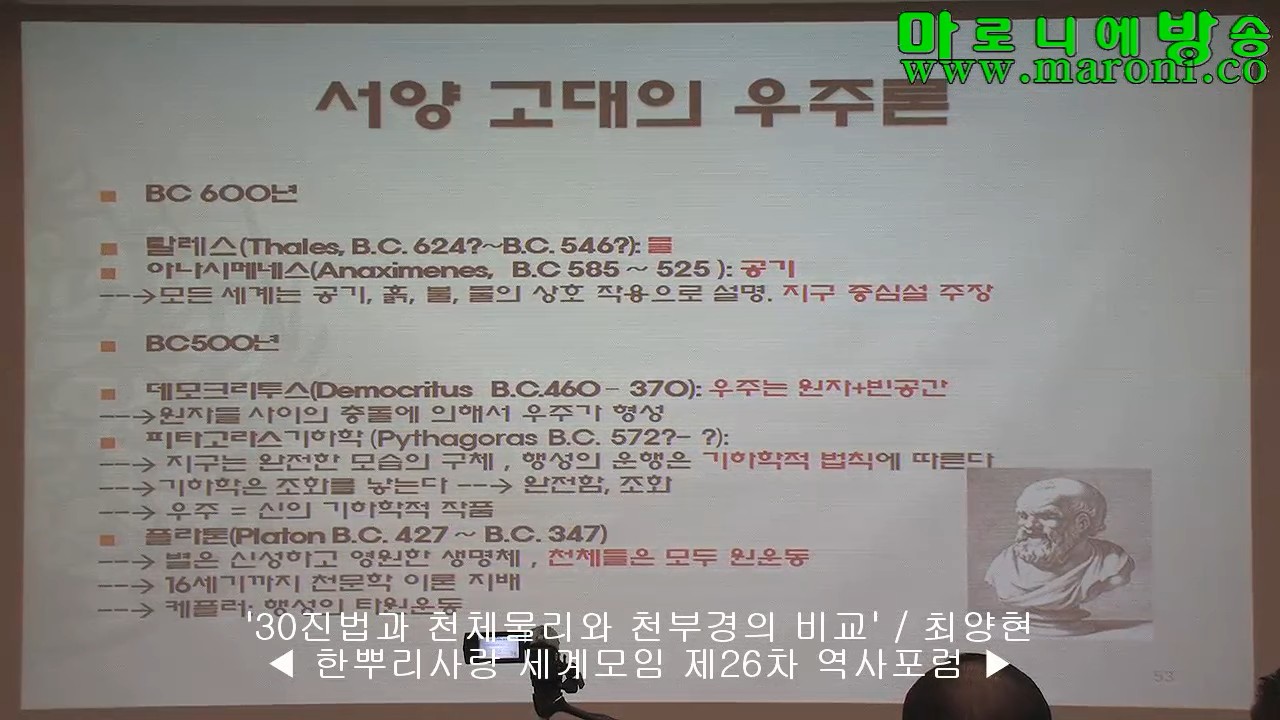 마로니에방송
www.maroni.co
서양 고대의 우주론
■ BC 600년
■ 탈레스(Thales, B.C. 624?~B.C. 546?): 물
■ 아나시메네스(Anaximenes, B.C 585 ~ 525 ): 공기
---→모든 세계는 공기, 흙, 불, 물의 상호 작용으로 설명. 지구 중심설 주장
■ BC500년
■ 데모크리투스(Democritus B.C.460 - 370): 우주는 원자+빈공간
---→원자들 사이의 충돌에 의해서 우주가 형성
■ 피타고라스기하학 (Pythagoras B.C. 572?- ?):
---→ 지구는 완전한 모습의 구체 , 행성의 운행은 기하학적 법칙에 따른다
---→기하학은 조화를 낳는다 ---→ 완전함, 조화
---→ 우주 = 신의 기하학적 작품
■ 플라톤(Platon B.C. 427 ~ B.C. 347)
---→ 별은 신성하고 영원한 생명체 , 천체들은 모두 원운동
---→ 16세기까지 천문학 이론 지배
---→ 케플러: 행성의 타원운동
'30진법과 천체물리와 천부경의 비교' / 최양현
◀ 한뿌리사랑 세계모임 제26차 역사포럼 ▶
53